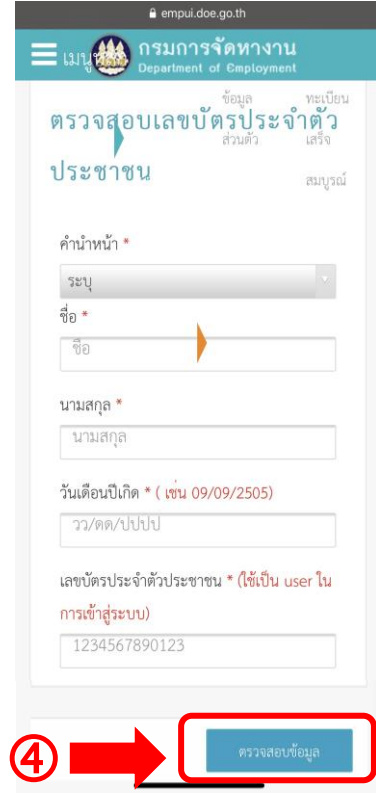 empui.doe.go.th
เมนูหลัก
กรมการจัดหางาน
Department of Employment
ข้อมูล ทะเบียน
ตรวจสอบเลขบัตรประจำตัว
ส่วนตัว เสร็จ
ประชาชน
สมบูรณ์
คำนำหน้า *
ระบุ
ชื่อ *
ชื่อ
นามสกุล *
นามสกุล
วันเดือนปีเกิด * ( เช่น 09/09/2505)
วว/ดด/ปปปป
เลขบัตรประจำตัวประชาชน * (ใช้เป็น user ใน
การเข้าสู่ระบบ)
1234567890123
④
ตรวจสอบข้อมูล